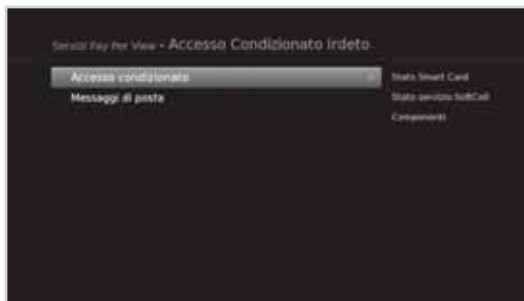 Servizi Pay Per View • Accesso Condizionato Irdeto
Accesso condizionato
Messaggi di posta
Stato Smart Card
Stato servizio SoftCell
Componenti